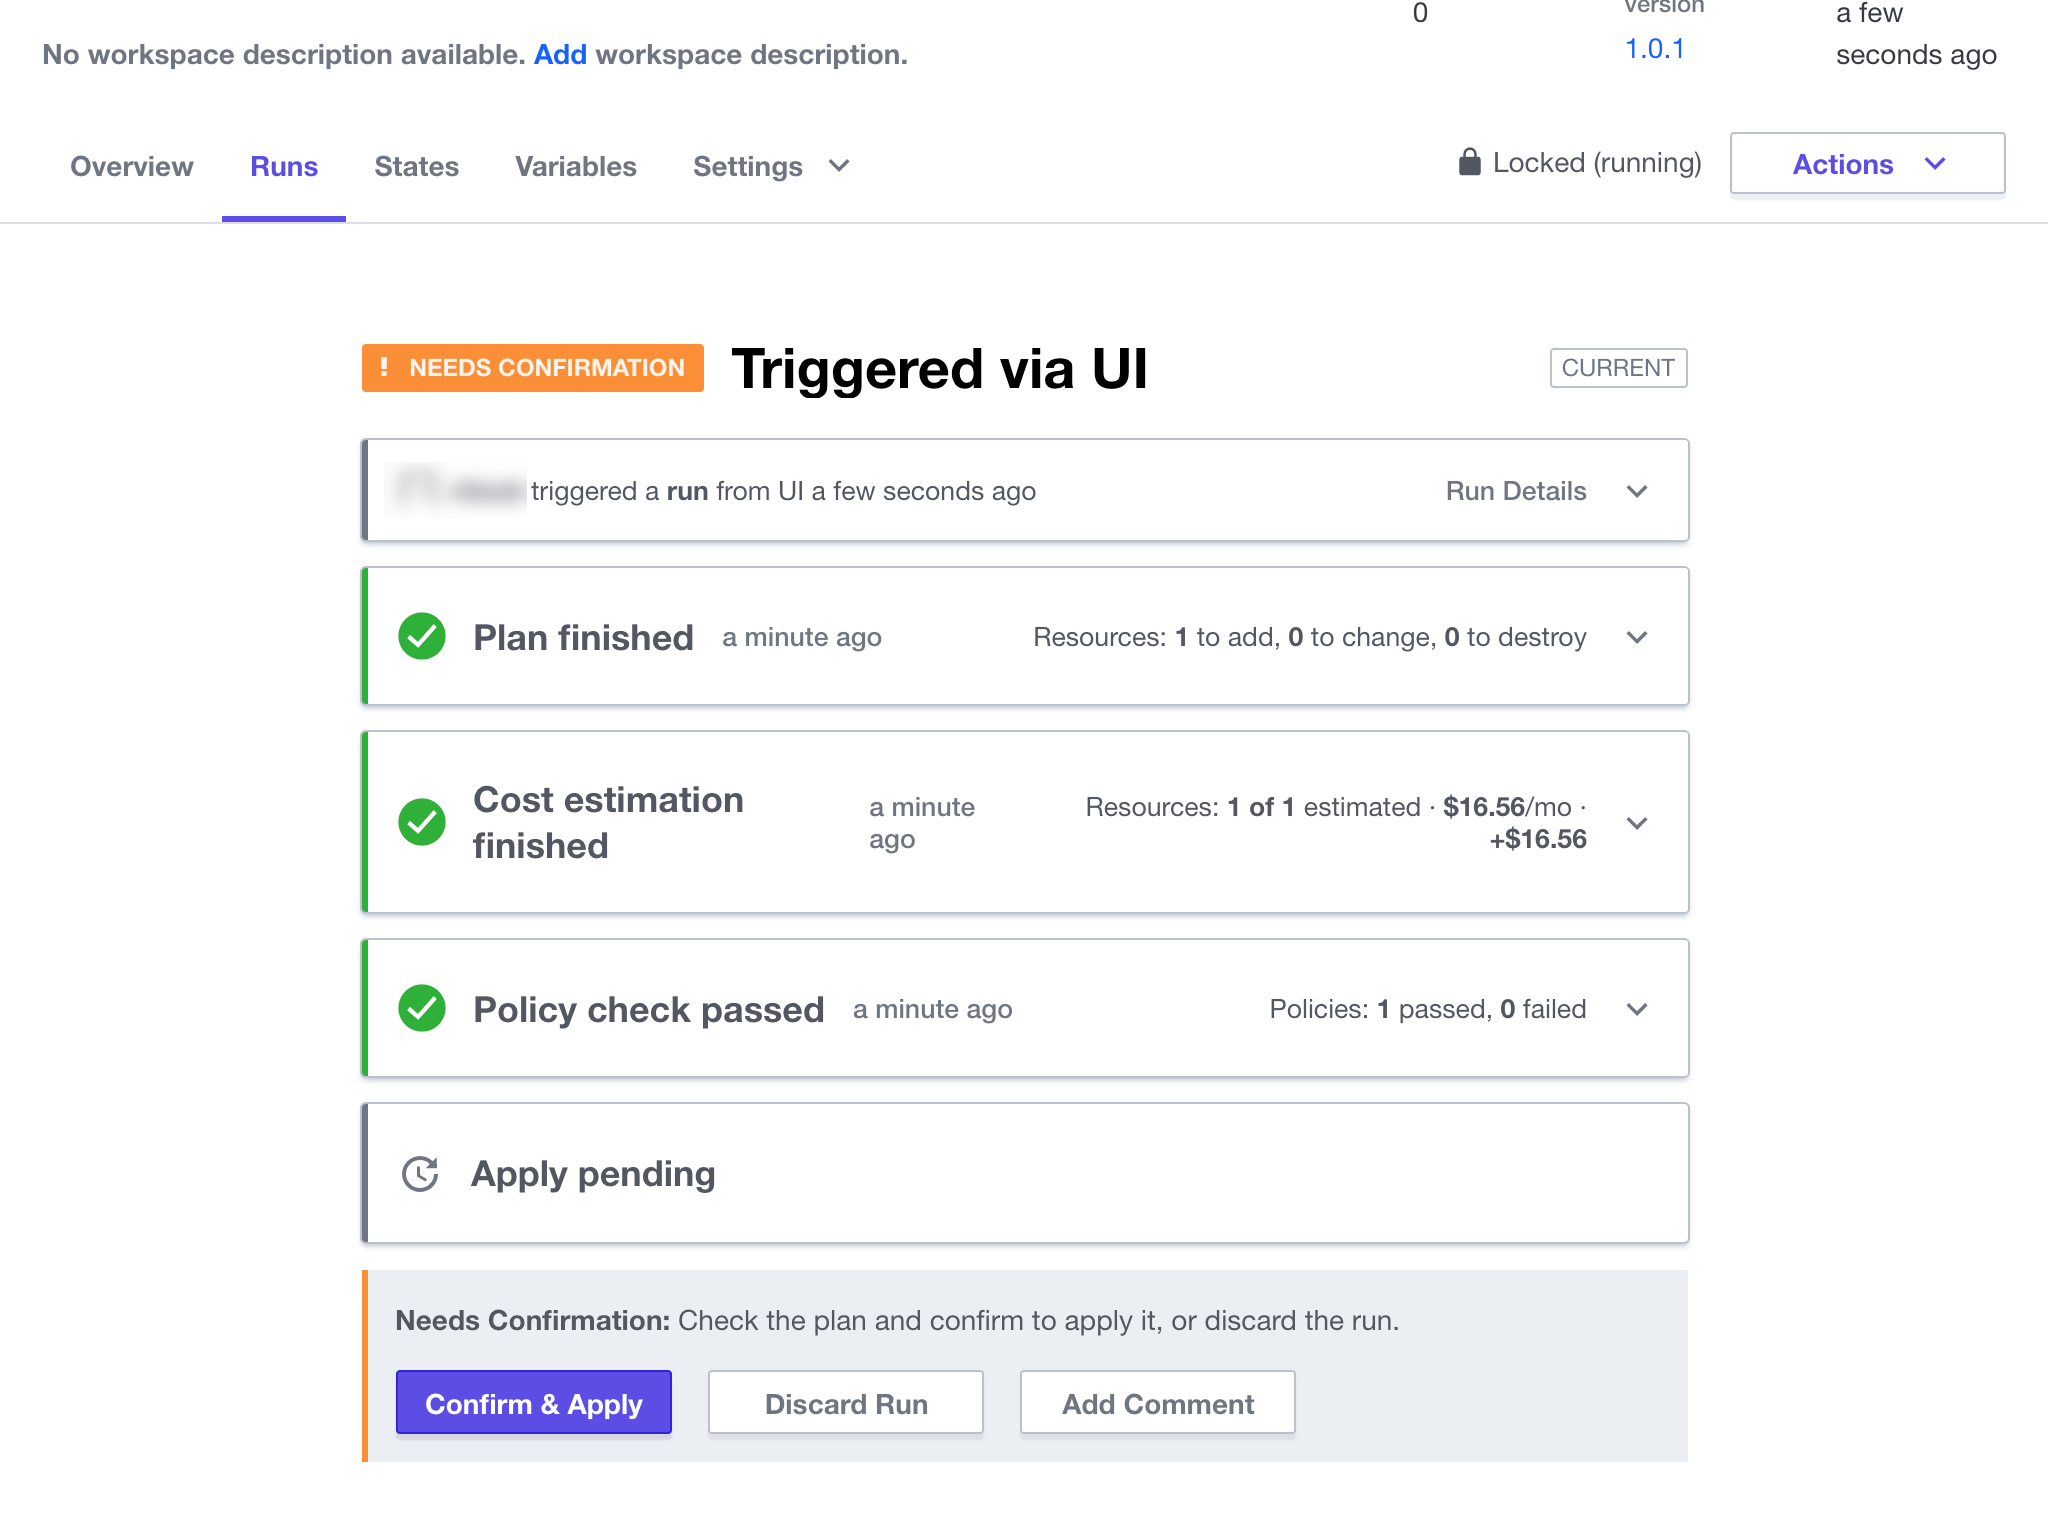 0
Version
a few
seconds ago
No workspace description available. Add workspace description.
1.0.1
Overview
Runs
States
Variables
Settings
Locked (running)
Actions
! NEEDS CONFIRMATION
Triggered via UI
CURRENT
triggered a run from UI a few seconds ago
Run Details
Plan finished
a minute ago
Resources: 1 to add, 0 to change, 0 to destroy
Cost estimation
finished
a minute
ago
Resources: 1 of 1 estimated · $16.56/mo ·
+$16.56
Policy check passed
a minute ago
Policies: 1 passed, 0 failed
Apply pending
Needs Confirmation: Check the plan and confirm to apply it, or discard the run.
Confirm & Apply
Discard Run
Add Comment